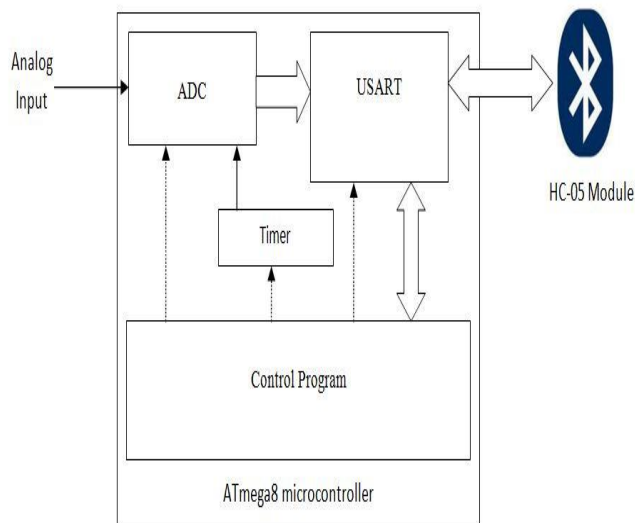 Analog
Input
ADC
USART
HC-05 Module
Timer
Control Program
ATmega8 microcontroller